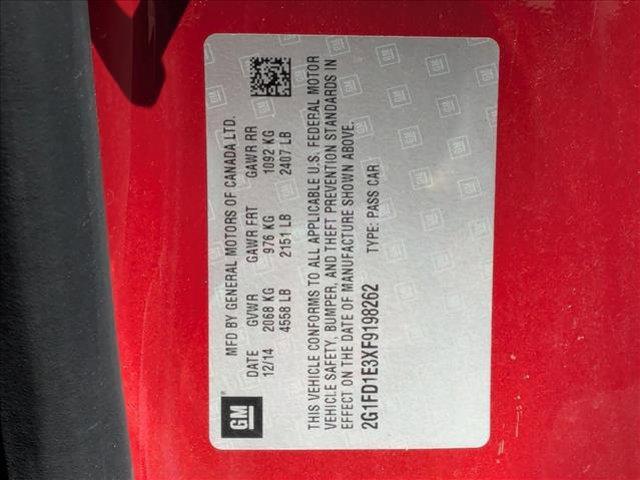 GM
MFD BY GENERAL MOTORS OF CANADA LTD.
DATE GVWR GAWR FRT GAWR RR
12/14 2068 KG 976 KG 1092 KG
4558 LB 2151 LB 2407 LB
THIS VEHICLE CONFORMS TO ALL APPLICABLE U.S. FEDERAL MOTOR
VEHICLE SAFETY, BUMPER, AND THEFT PREVENTION STANDARDS IN
EFFECT ON THE DATE OF MANUFACTURE SHOWN ABOVE.
2G1FD1E3XF9198262 TYPE: PASS CAR